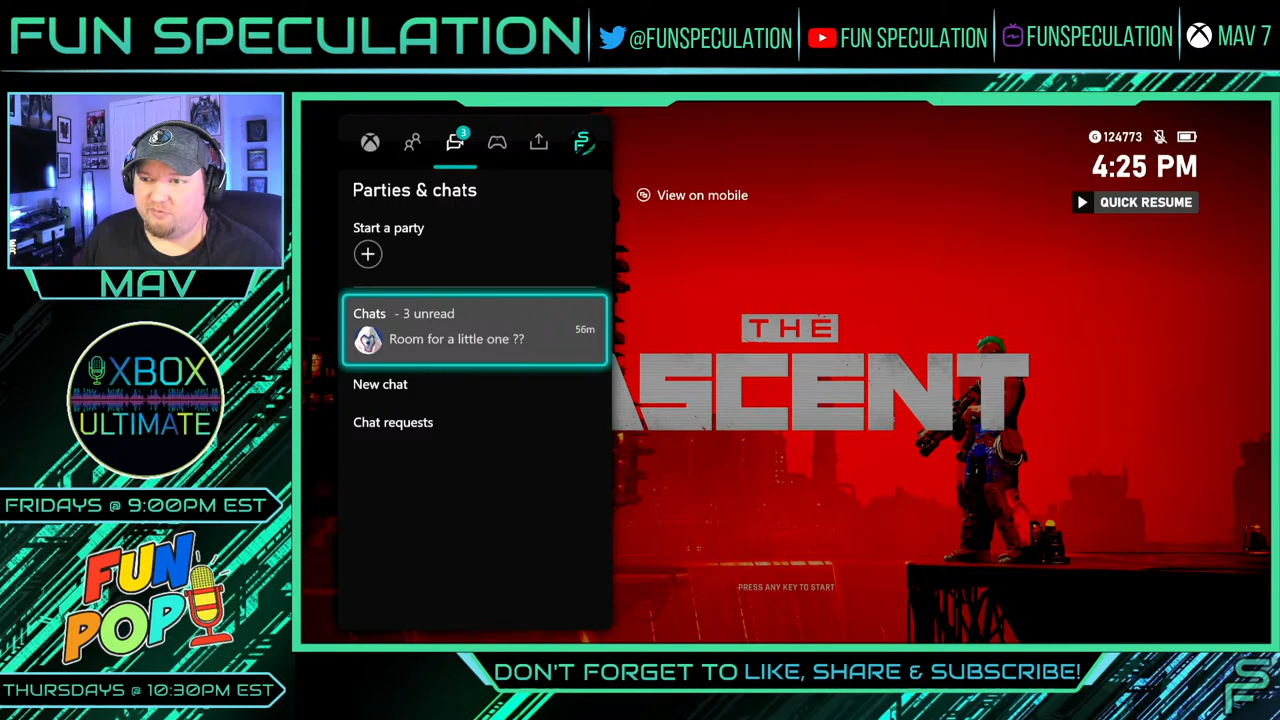 FUN SPECULATION
@FUNSPECULATION
FUN SPECULATION
FUNSPECULATION
MAV 7
MAV
XBOX
ULTIMATE
FRIDAYS @ 9:00PM EST
FUN
POP
THURSDAYS @ 10:30PM EST
3
SF
Parties & chats
Start a party
Chats - 3 unread
Room for a little one ??
56m
New chat
Chat requests
View on mobile
G 124773
4:25 PM
QUICK RESUME
THE
ASCENT
PRESS ANY KEY TO START
DON'T FORGET TO LIKE, SHARE & SUBSCRIBE!
SF